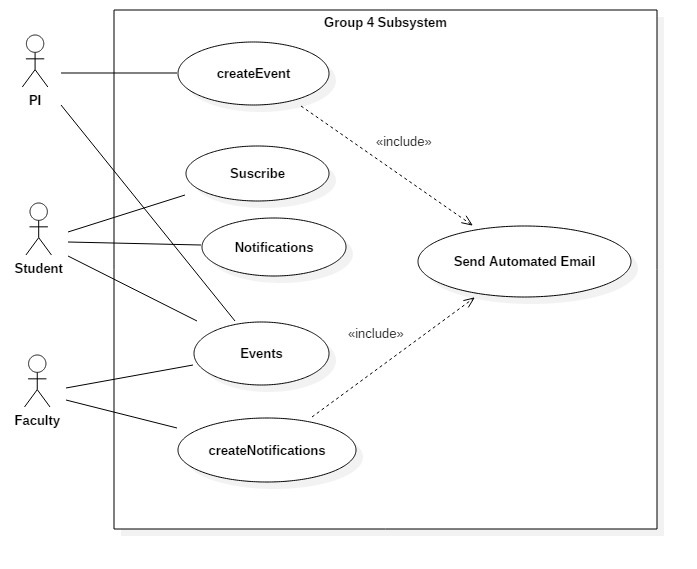 Group 4 Subsystem
createEvent
PI
«include»
Suscribe
Notifications
Student
Send Automated Email
«include»
Events
Faculty
createNotifications